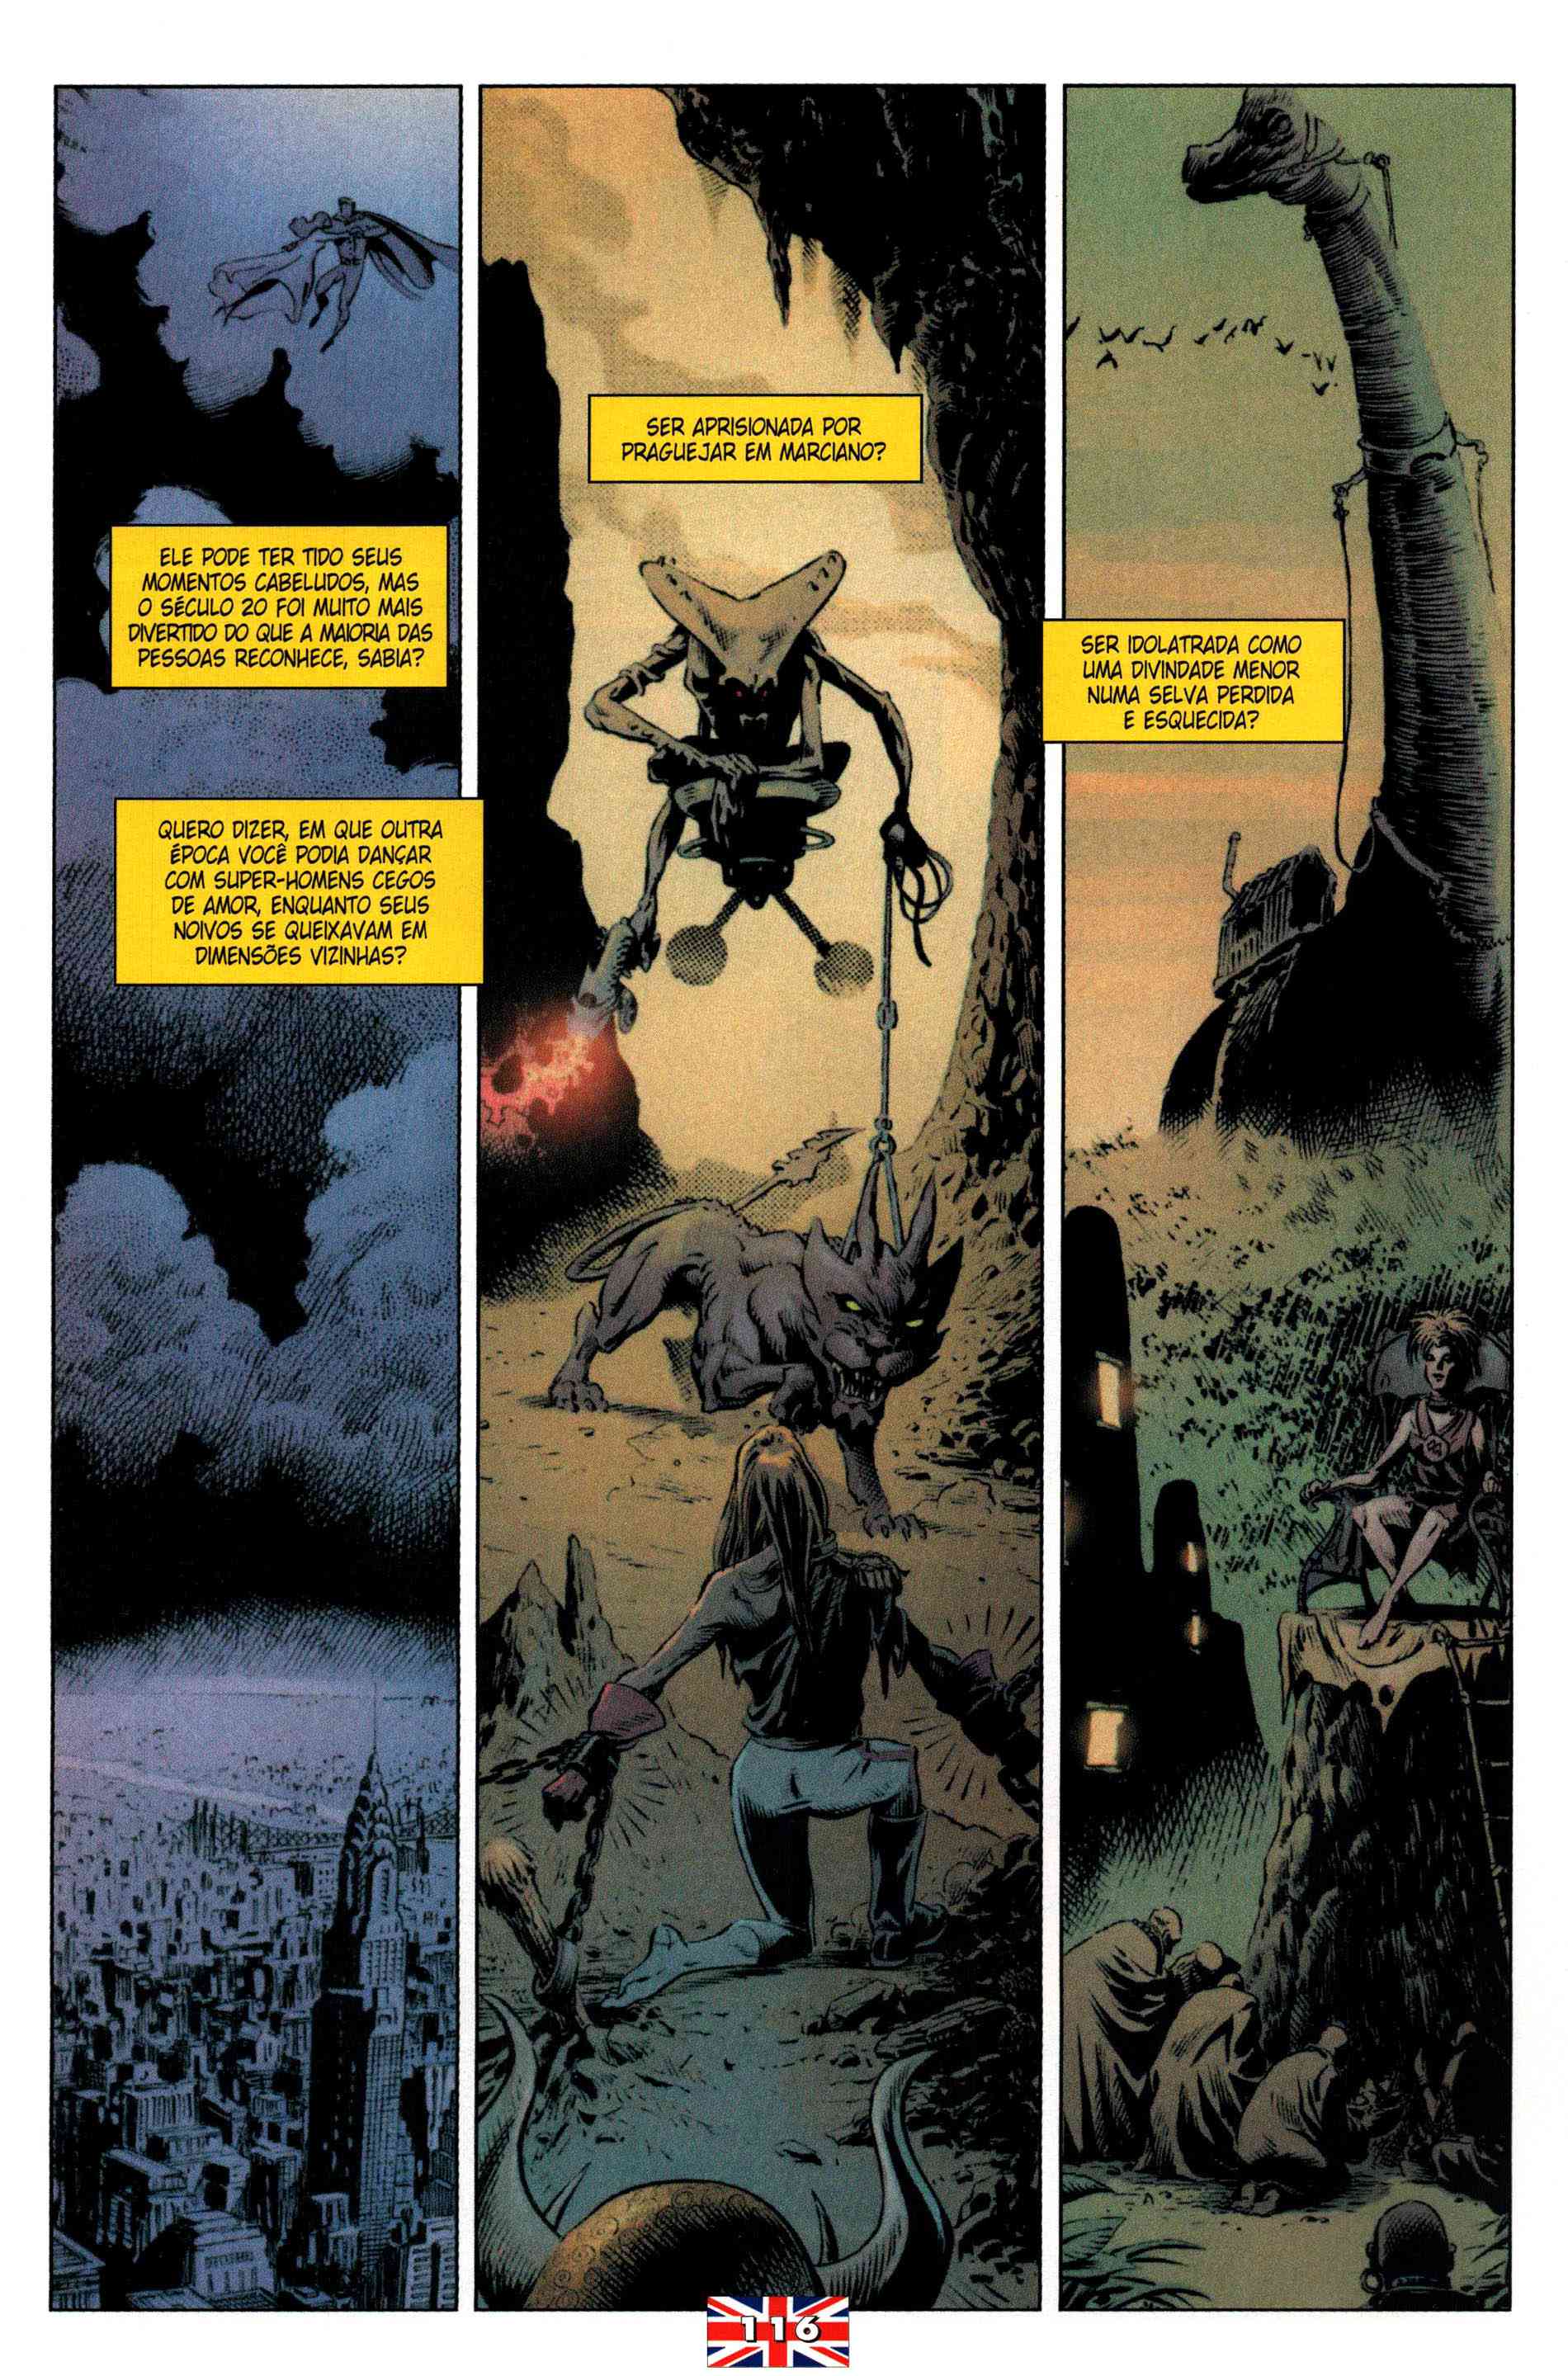 ELE PODE TER TIDO SEUS
MOMENTOS CABELUDOS, MAS
O SÉCULO 20 FOI MUITO MAIS
DIVERTIDO DO QUE A MAIORIA DAS
PESSOAS RECONHECE, SABIA?
QUERO DIZER, EM QUE OUTRA
ÉPOCA VOCÊ PODIA DANÇAR
COM SUPER-HOMENS CEGOS
DE AMOR, ENQUANTO SEUS
NOIVOS SE QUEIXAVAM EM
DIMENSÕES VIZINHAS?
SER APRISIONADA POR
PRAGUEJAR EM MARCIANO?
SER IDOLATRADA COMO
UMA DIVINDADE MENOR
NUMA SELVA PERDIDA
E ESQUECIDA?
116